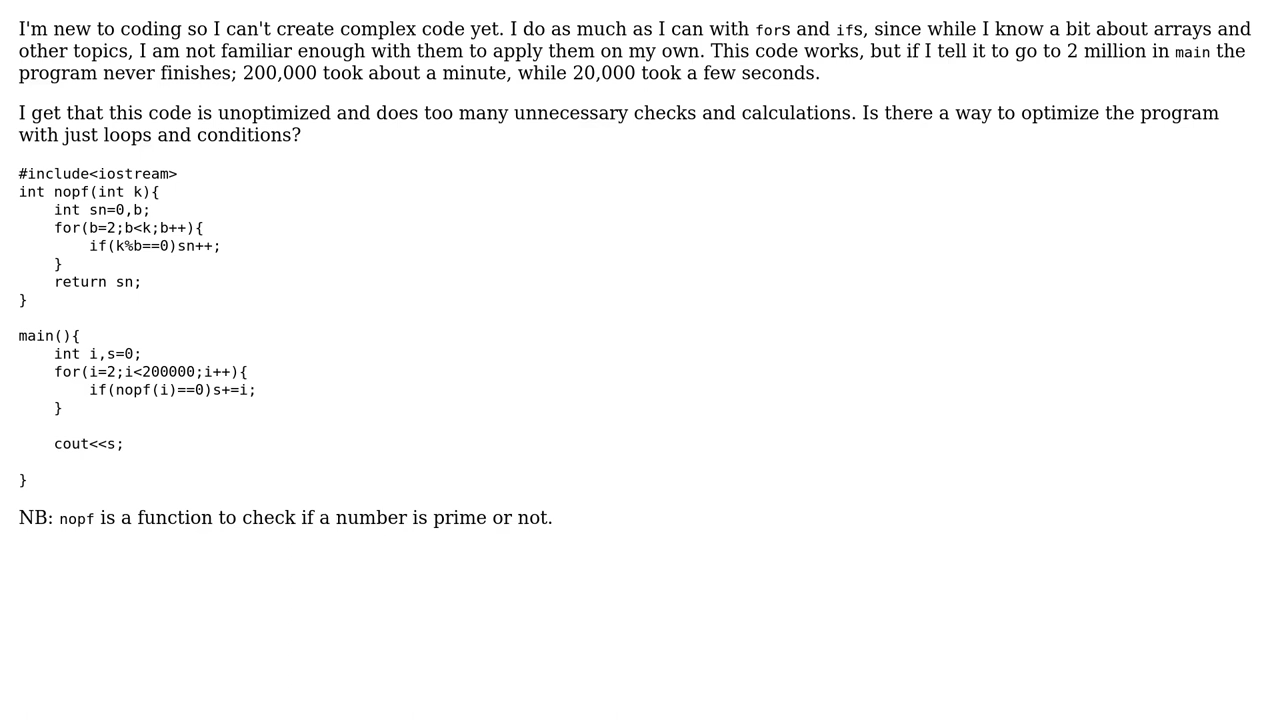 I'm new to coding so I can't create complex code yet. I do as much as I can with fors and ifs, since while I know a bit about arrays and
other topics, I am not familiar enough with them to apply them on my own. This code works, but if I tell it to go to 2 million in main the
program never finishes; 200,000 took about a minute, while 20,000 took a few seconds.
I get that this code is unoptimized and does too many unnecessary checks and calculations. Is there a way to optimize the program
with just loops and conditions?
#include<iostream>
int nopf(int k){
    int sn=0,b;
    for(b=2;b<k;b++){
        if(k%b==0)sn++;
    }
    return sn;
}
main(){
    int i,s=0;
    for(i=2;i<200000;i++){
        if(nopf(i)==0)s+=i;
    }
    cout<<s;
}
NB: nopf is a function to check if a number is prime or not.